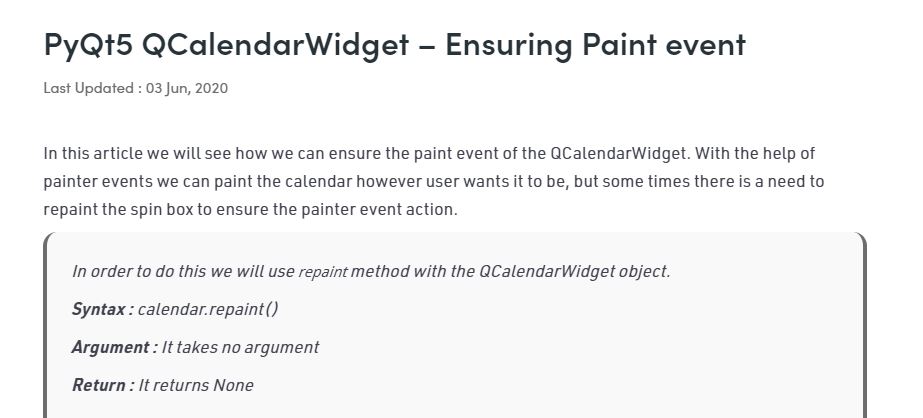 PyQt5 QCalendarWidget – Ensuring Paint event
Last Updated : 03 Jun, 2020
In this article we will see how we can ensure the paint event of the QCalendarWidget. With the help of
painter events we can paint the calendar however user wants it to be, but some times there is a need to
repaint the spin box to ensure the painter event action.
In order to do this we will use repaint method with the QCalendarWidget object.
Syntax : calendar.repaint()
Argument : It takes no argument
Return : It returns None